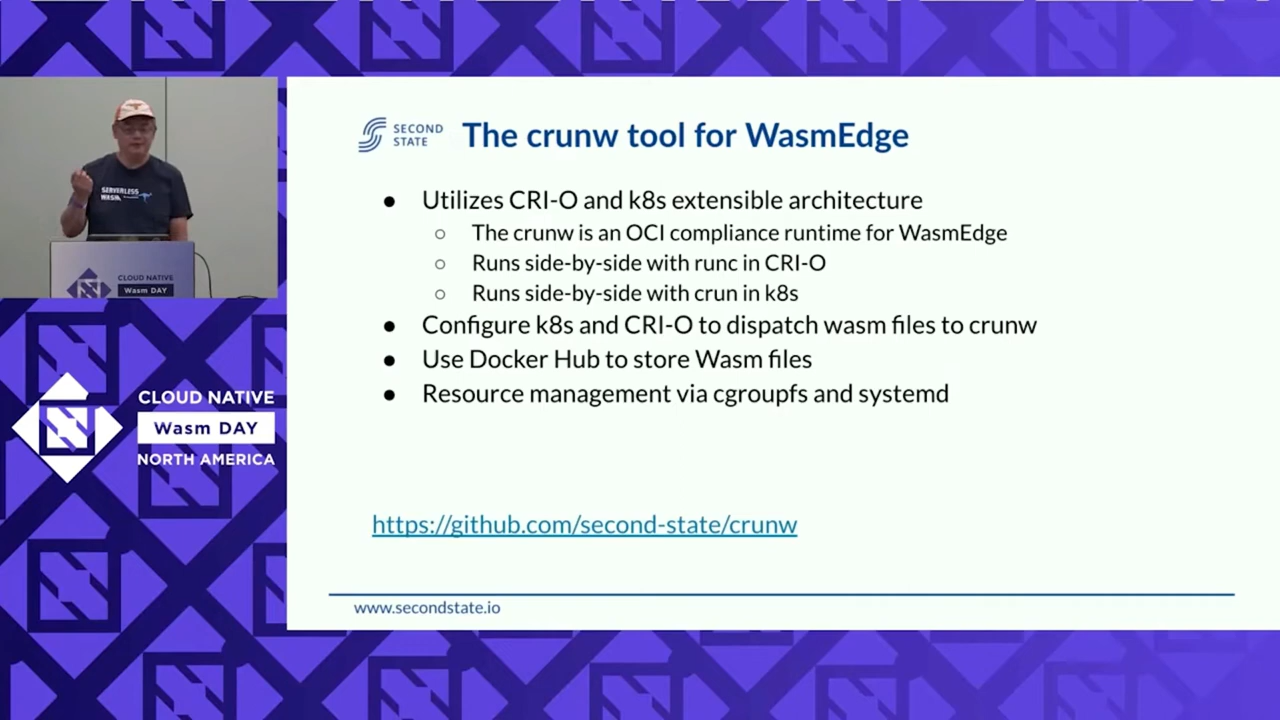 SECOND
STATE
The crunw tool for WasmEdge
● Utilizes CRI-O and k8s extensible architecture
○ The crunw is an OCI compliance runtime for WasmEdge
○ Runs side-by-side with runc in CRI-O
○ Runs side-by-side with crun in k8s
● Configure k8s and CRI-O to dispatch wasm files to crunw
● Use Docker Hub to store Wasm files
● Resource management via cgroupfs and systemd
https://github.com/second-state/crunw
www.secondstate.io
SERVERLESS
WASM
CLOUD NATIVE
Wasm DAY
CLOUD NATIVE
Wasm DAY
NORTH AMERICA